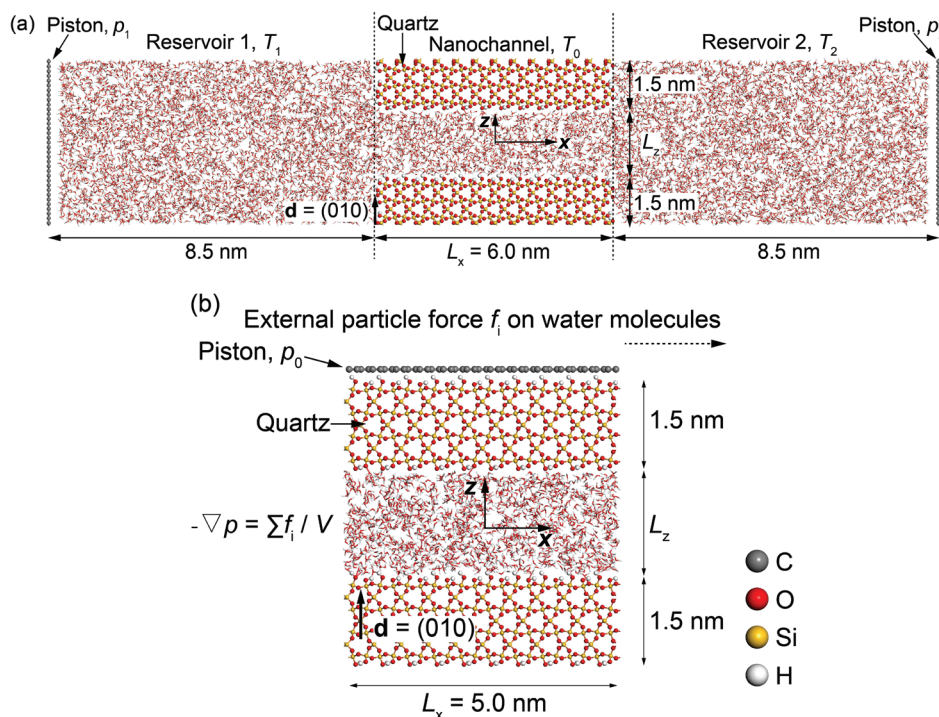 (a)
Piston, p₁
Reservoir 1, T₁
Quartz
Nanochannel, T₀
Reservoir 2, T₂
Piston, p
1.5 nm
z
x
L_z
d = (010)
1.5 nm
8.5 nm
Lₓ = 6.0 nm
8.5 nm
(b)
External particle force fᵢ on water molecules
Piston, p₀
Quartz
1.5 nm
z
x
- ▽ p = ∑fᵢ / V
L_z
d = (010)
1.5 nm
Lₓ = 5.0 nm
C
O
Si
H